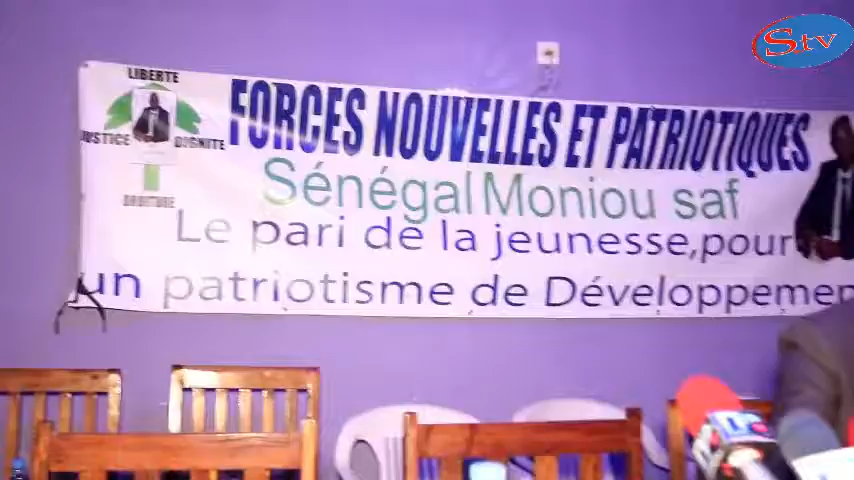 Stv
LIBERTE
JUSTICE DIGNITE
DROITURE
FORCES NOUVELLES ET PATRIOTIQUES
Sénégal Moniou saf
Le pari de la jeunesse,pour
un patriotisme de Développemen